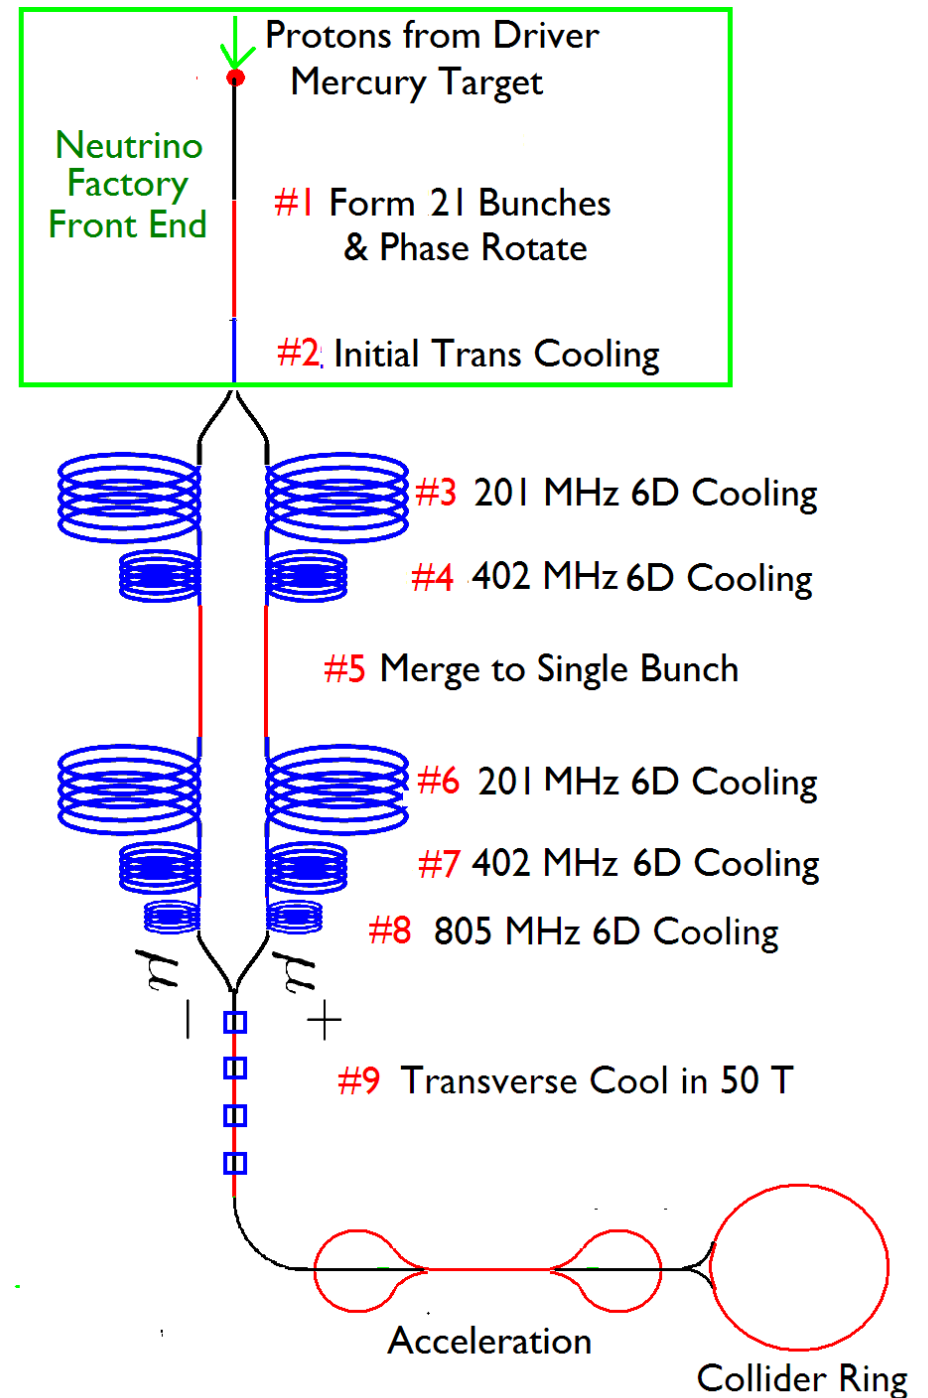 Protons from Driver
Mercury Target
Neutrino
Factory
Front End
#1 Form 21 Bunches
& Phase Rotate
#2 Initial Trans Cooling
#3 201 MHz 6D Cooling
#4 402 MHz 6D Cooling
#5 Merge to Single Bunch
#6 201 MHz 6D Cooling
#7 402 MHz 6D Cooling
#8 805 MHz 6D Cooling
μ− μ+
#9 Transverse Cool in 50 T
Acceleration
Collider Ring